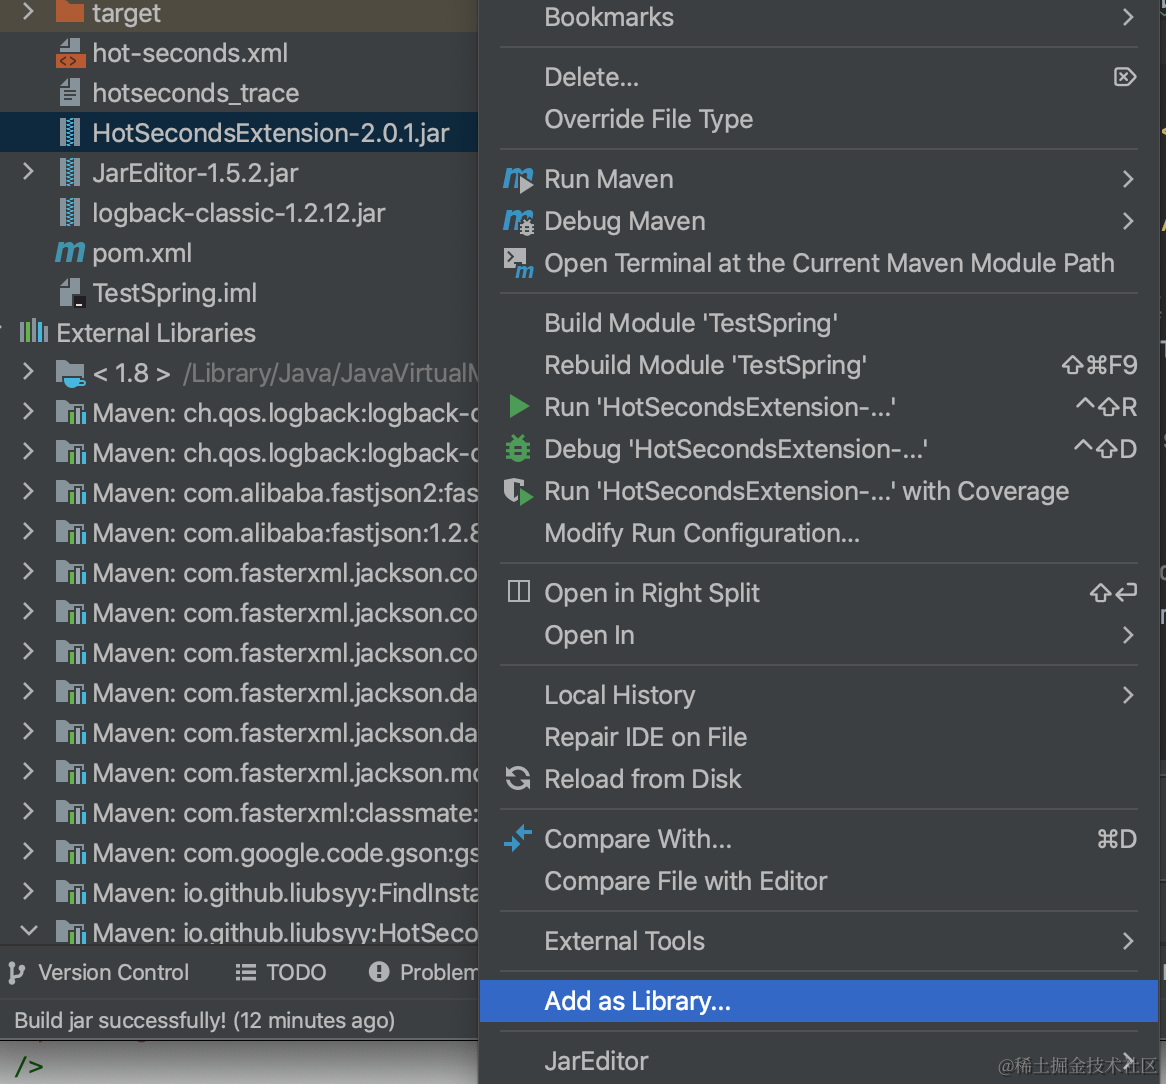 target
hot-seconds.xml
hotseconds_trace
HotSecondsExtension-2.0.1.jar
JarEditor-1.5.2.jar
logback-classic-1.2.12.jar
pom.xml
TestSpring.iml
External Libraries
< 1.8 > /Library/Java/JavaVirtualM
Maven: ch.qos.logback:logback-c
Maven: ch.qos.logback:logback-c
Maven: com.alibaba.fastjson2:fas
Maven: com.alibaba:fastjson:1.2.8
Maven: com.fasterxml.jackson.co
Maven: com.fasterxml.jackson.co
Maven: com.fasterxml.jackson.co
Maven: com.fasterxml.jackson.da
Maven: com.fasterxml.jackson.da
Maven: com.fasterxml.jackson.mo
Maven: com.fasterxml:classmate:
Maven: com.google.code.gson:gs
Maven: io.github.liubsyy:FindInsta
Maven: io.github.liubsyy:HotSeco
Version Control
TODO
Problem
Build jar successfully! (12 minutes ago)
/>
Bookmarks
Delete...
Override File Type
Run Maven
Debug Maven
Open Terminal at the Current Maven Module Path
Build Module 'TestSpring'
Rebuild Module 'TestSpring' ⇧⌘F9
Run 'HotSecondsExtension-...' ^⇧R
Debug 'HotSecondsExtension-...' ^⇧D
Run 'HotSecondsExtension-...' with Coverage
Modify Run Configuration...
Open in Right Split ⇧⏎
Open In
Local History
Repair IDE on File
Reload from Disk
Compare With... ⌘D
Compare File with Editor
External Tools
Add as Library...
JarEditor
@稀土掘金技术社区